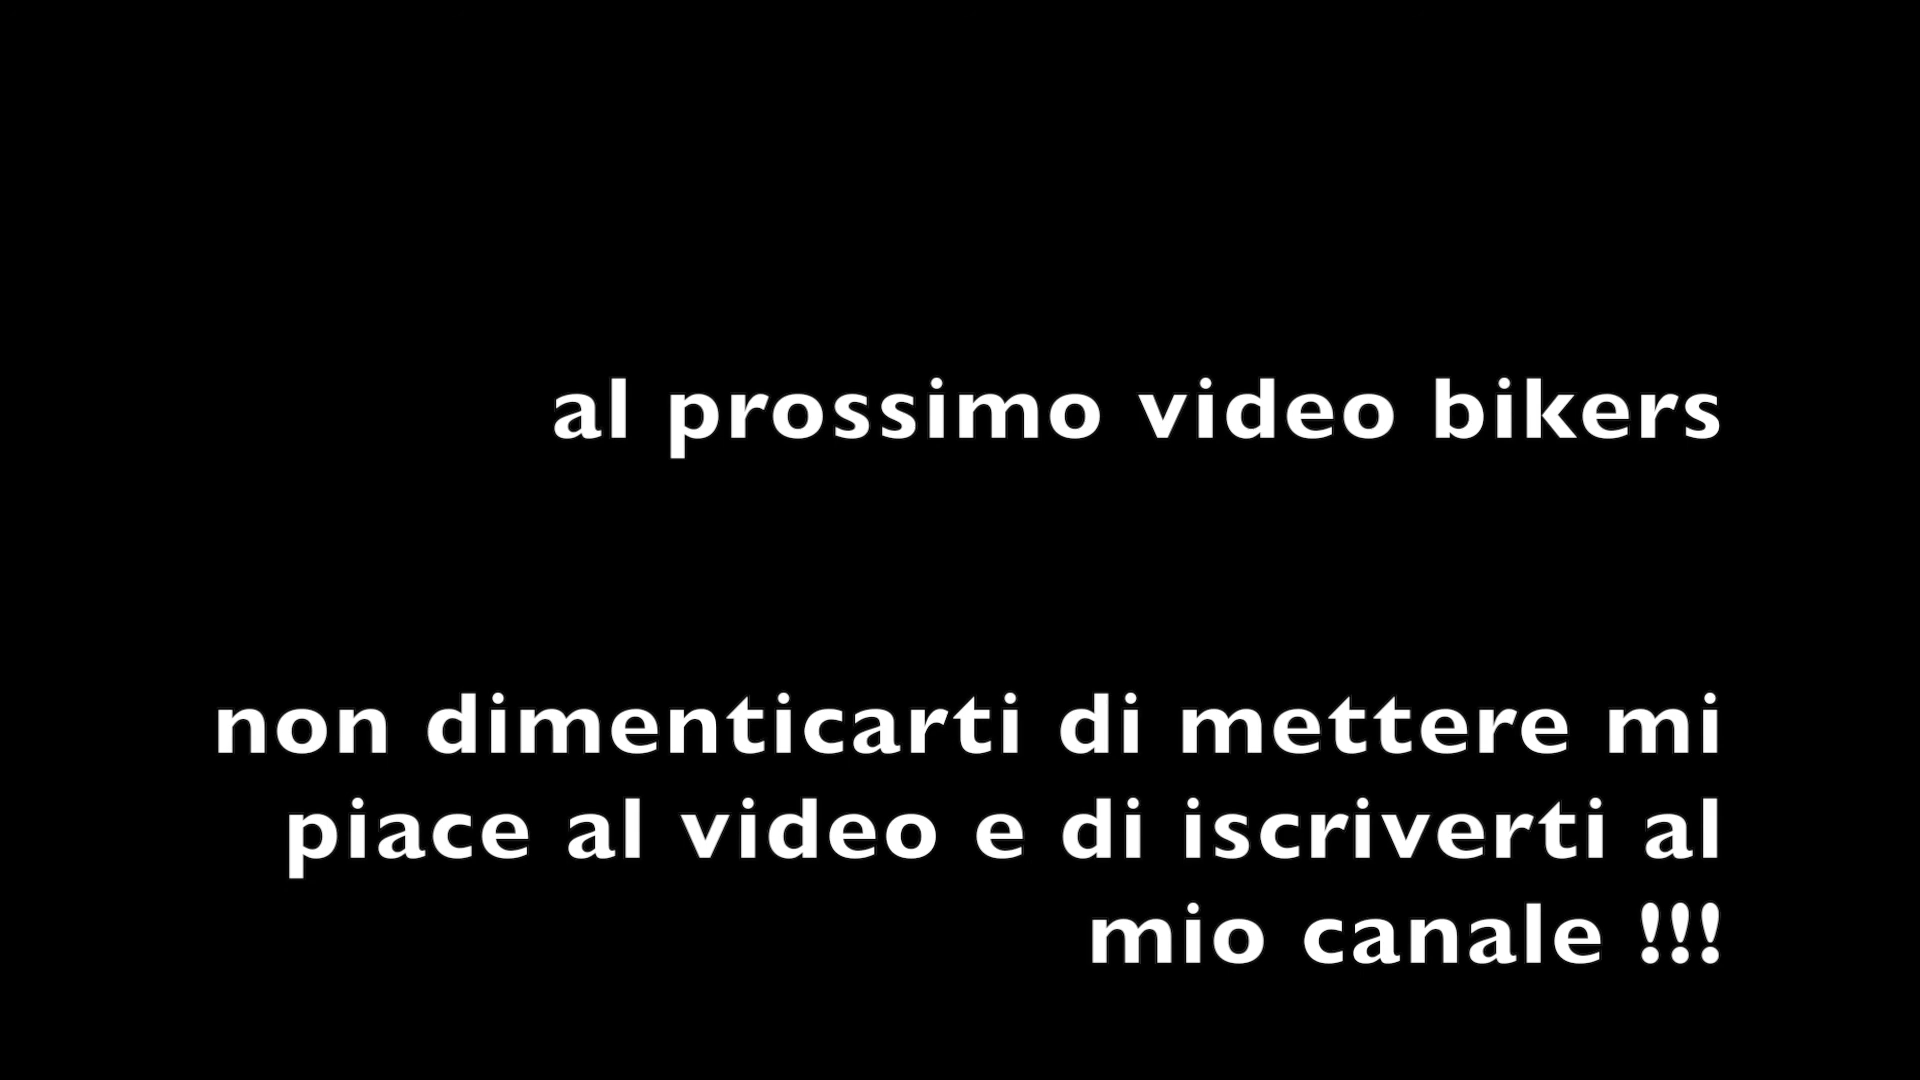 al prossimo video bikers
non dimenticarti di mettere mi
piace al video e di iscriverti al
mio canale !!!